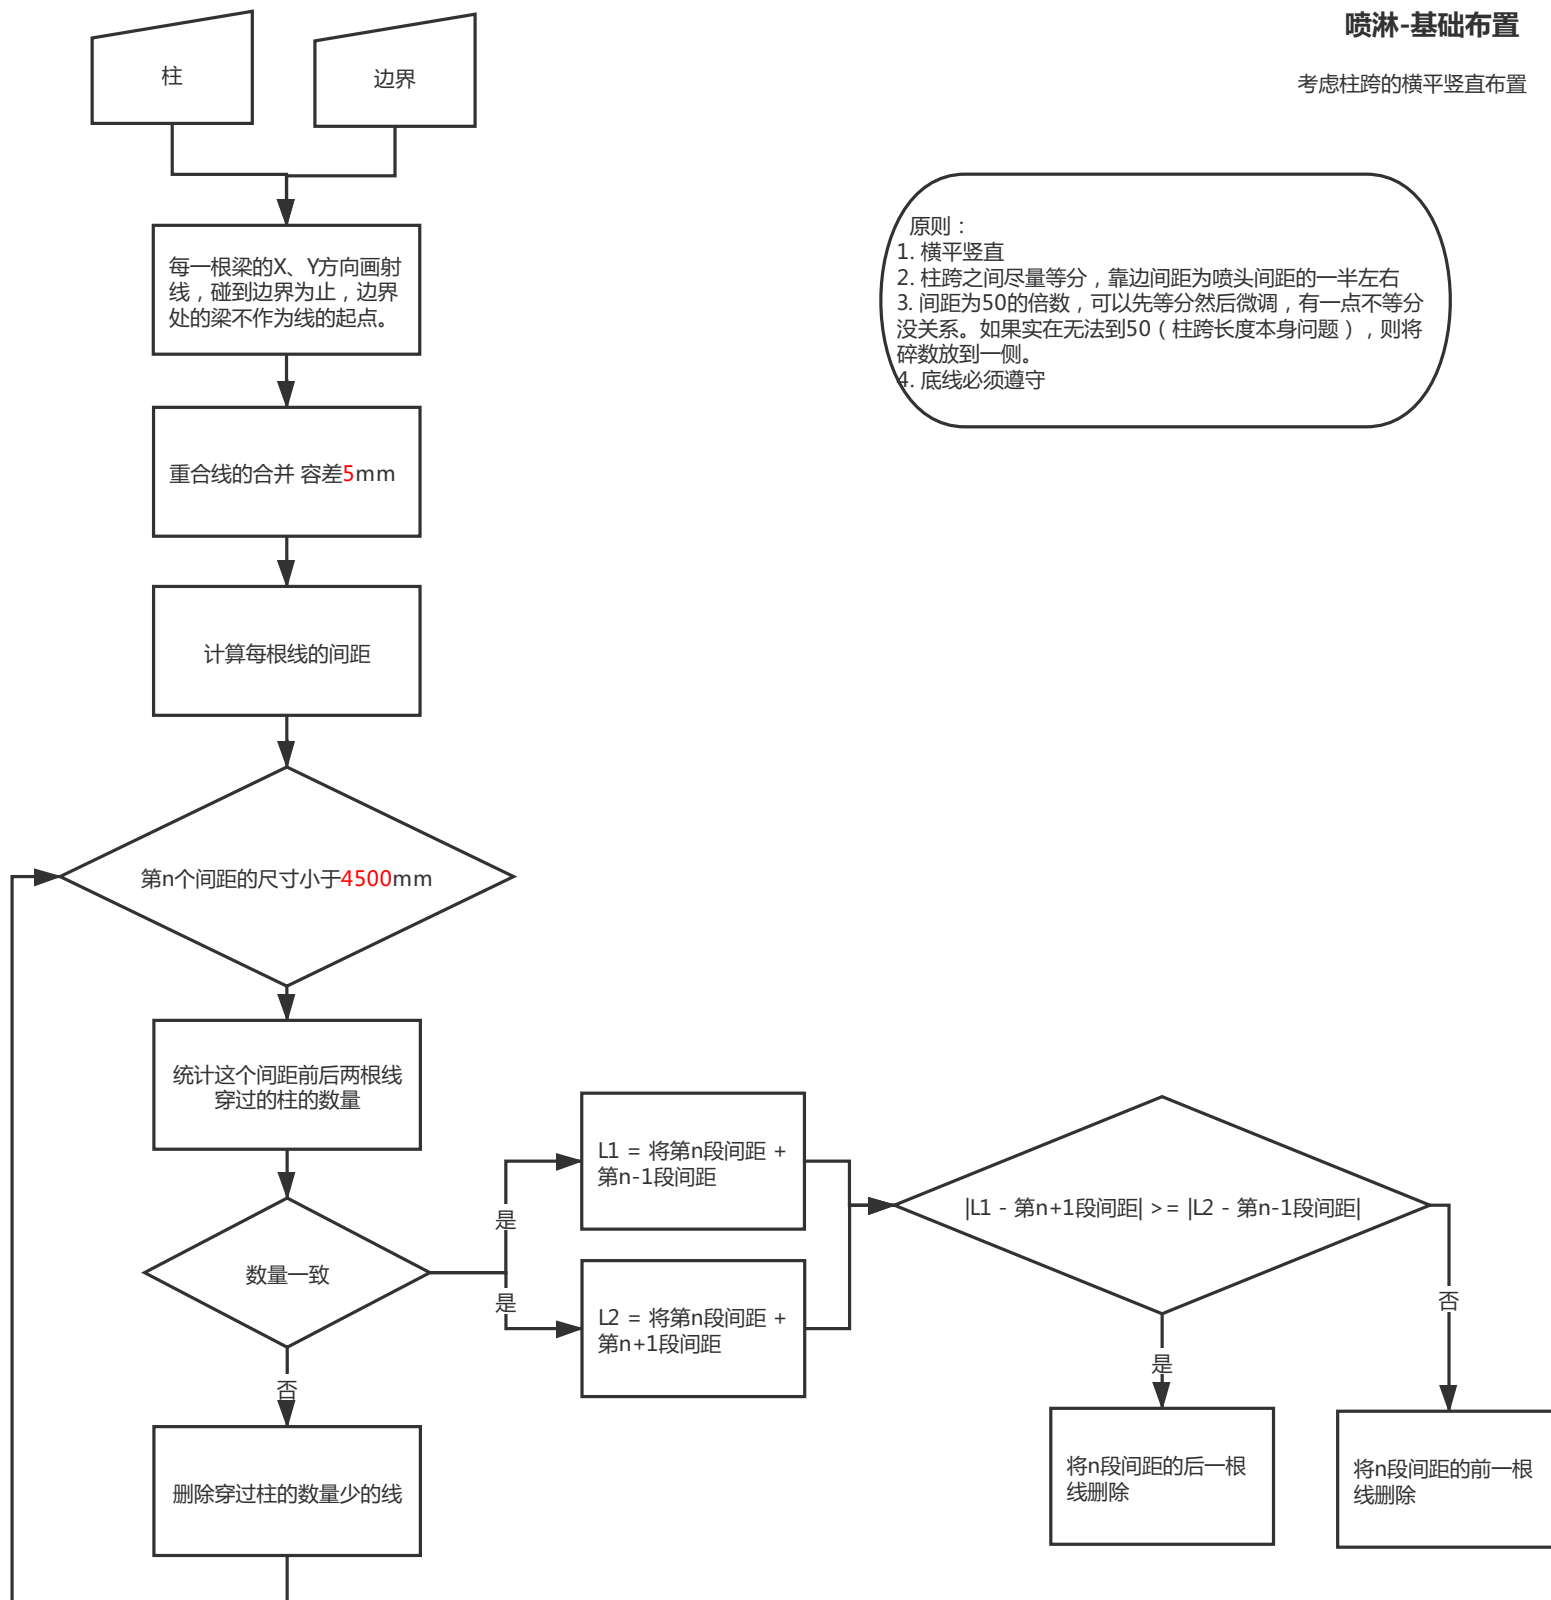 喷淋-基础布置
考虑柱跨的横平竖直布置
柱
边界
原则：
1. 横平竖直
2. 柱跨之间尽量等分，靠边间距为喷头间距的一半左右
3. 间距为50的倍数，可以先等分然后微调，有一点不等分
没关系。如果实在无法到50（柱跨长度本身问题），则将
碎数放到一侧。
4. 底线必须遵守
每一根梁的X、Y方向画射
线，碰到边界为止，边界
处的梁不作为线的起点。
重合线的合并 容差5mm
计算每根线的间距
第n个间距的尺寸小于4500mm
统计这个间距前后两根线
穿过的柱的数量
数量一致
是
是
L1 = 将第n段间距 +
第n-1段间距
L2 = 将第n段间距 +
第n+1段间距
|L1 - 第n+1段间距| >= |L2 - 第n-1段间距|
否
是
否
删除穿过柱的数量少的线
将n段间距的后一根
线删除
将n段间距的前一根
线删除